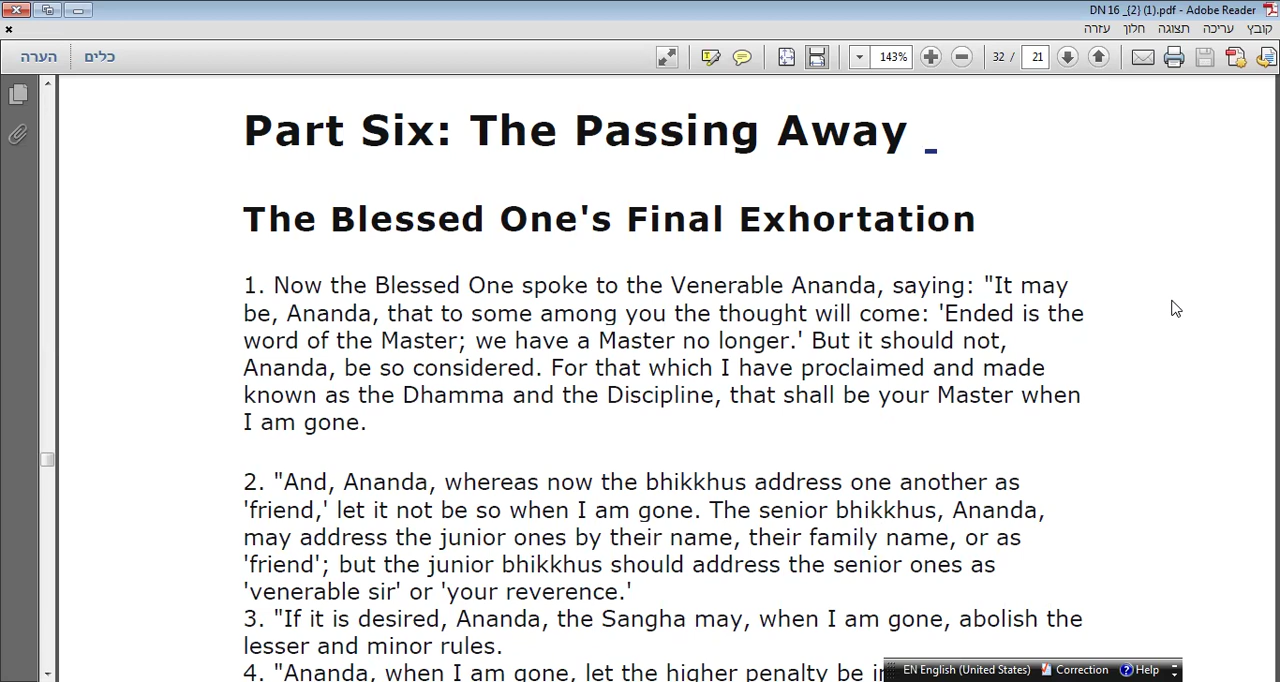 DN 16 _{2} (1).pdf - Adobe Reader
קובץ עריכה תצוגה חלון עזרה
כלים הערה 143% 32 / 21
Part Six: The Passing Away _
The Blessed One's Final Exhortation
1. Now the Blessed One spoke to the Venerable Ananda, saying: "It may
be, Ananda, that to some among you the thought will come: 'Ended is the
word of the Master; we have a Master no longer.' But it should not,
Ananda, be so considered. For that which I have proclaimed and made
known as the Dhamma and the Discipline, that shall be your Master when
I am gone.
2. "And, Ananda, whereas now the bhikkhus address one another as
'friend,' let it not be so when I am gone. The senior bhikkhus, Ananda,
may address the junior ones by their name, their family name, or as
'friend'; but the junior bhikkhus should address the senior ones as
'venerable sir' or 'your reverence.'
3. "If it is desired, Ananda, the Sangha may, when I am gone, abolish the
lesser and minor rules.
4. "Ananda, when I am gone, let the higher penalty be
EN English (United States) Correction Help